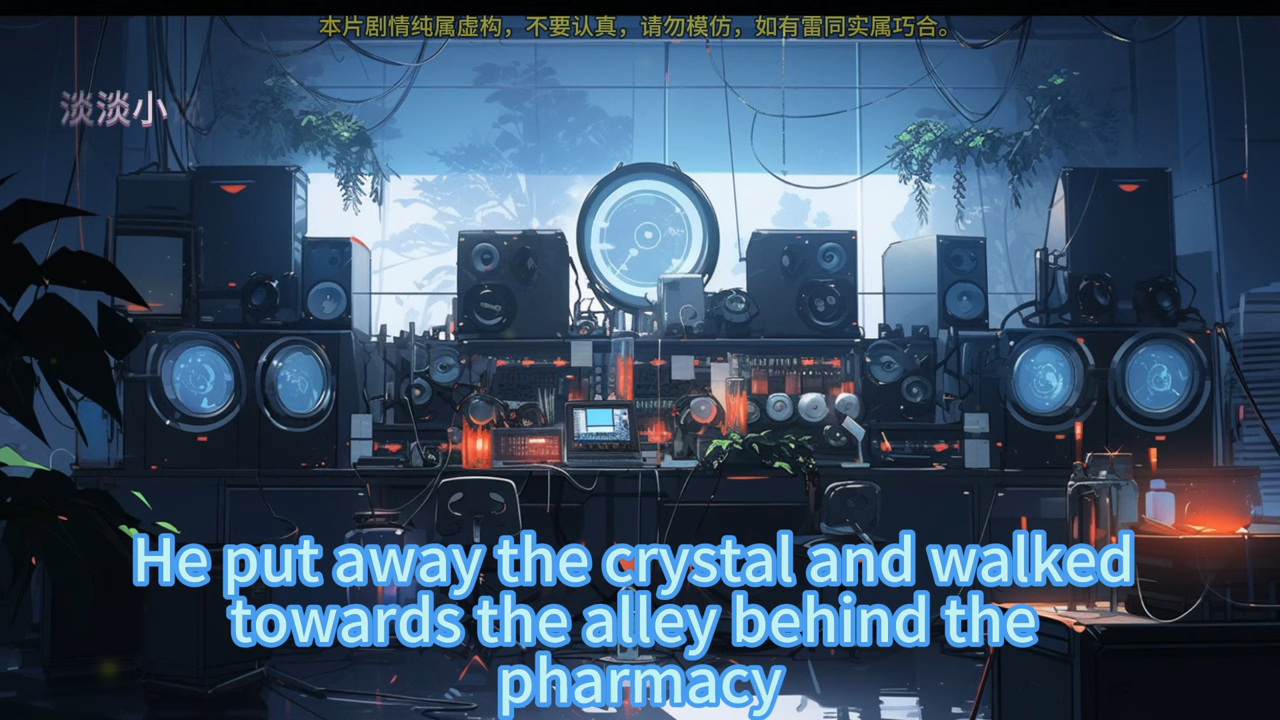 本片剧情纯属虚构，不要认真，请勿模仿，如有雷同实属巧合。
淡淡小
He put away the crystal and walked
towards the alley behind the
pharmacy